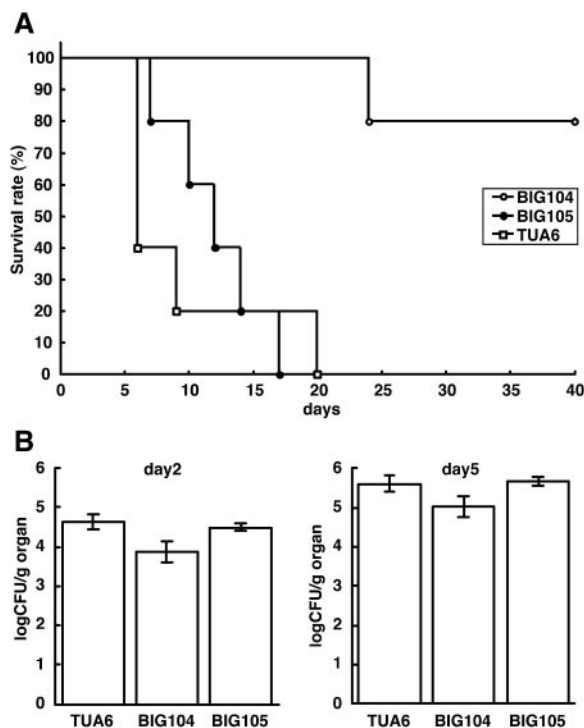 A
Survival rate (%)
100
90
80
70
60
50
40
30
20
10
0
BIG104
BIG105
TUA6
0 5 10 15 20 25 30 35 40
days
B
day2
logCFU/g organ
6
5
4
3
2
1
0
TUA6 BIG104 BIG105
day5
logCFU/g organ
6
5
4
3
2
1
0
TUA6 BIG104 BIG105